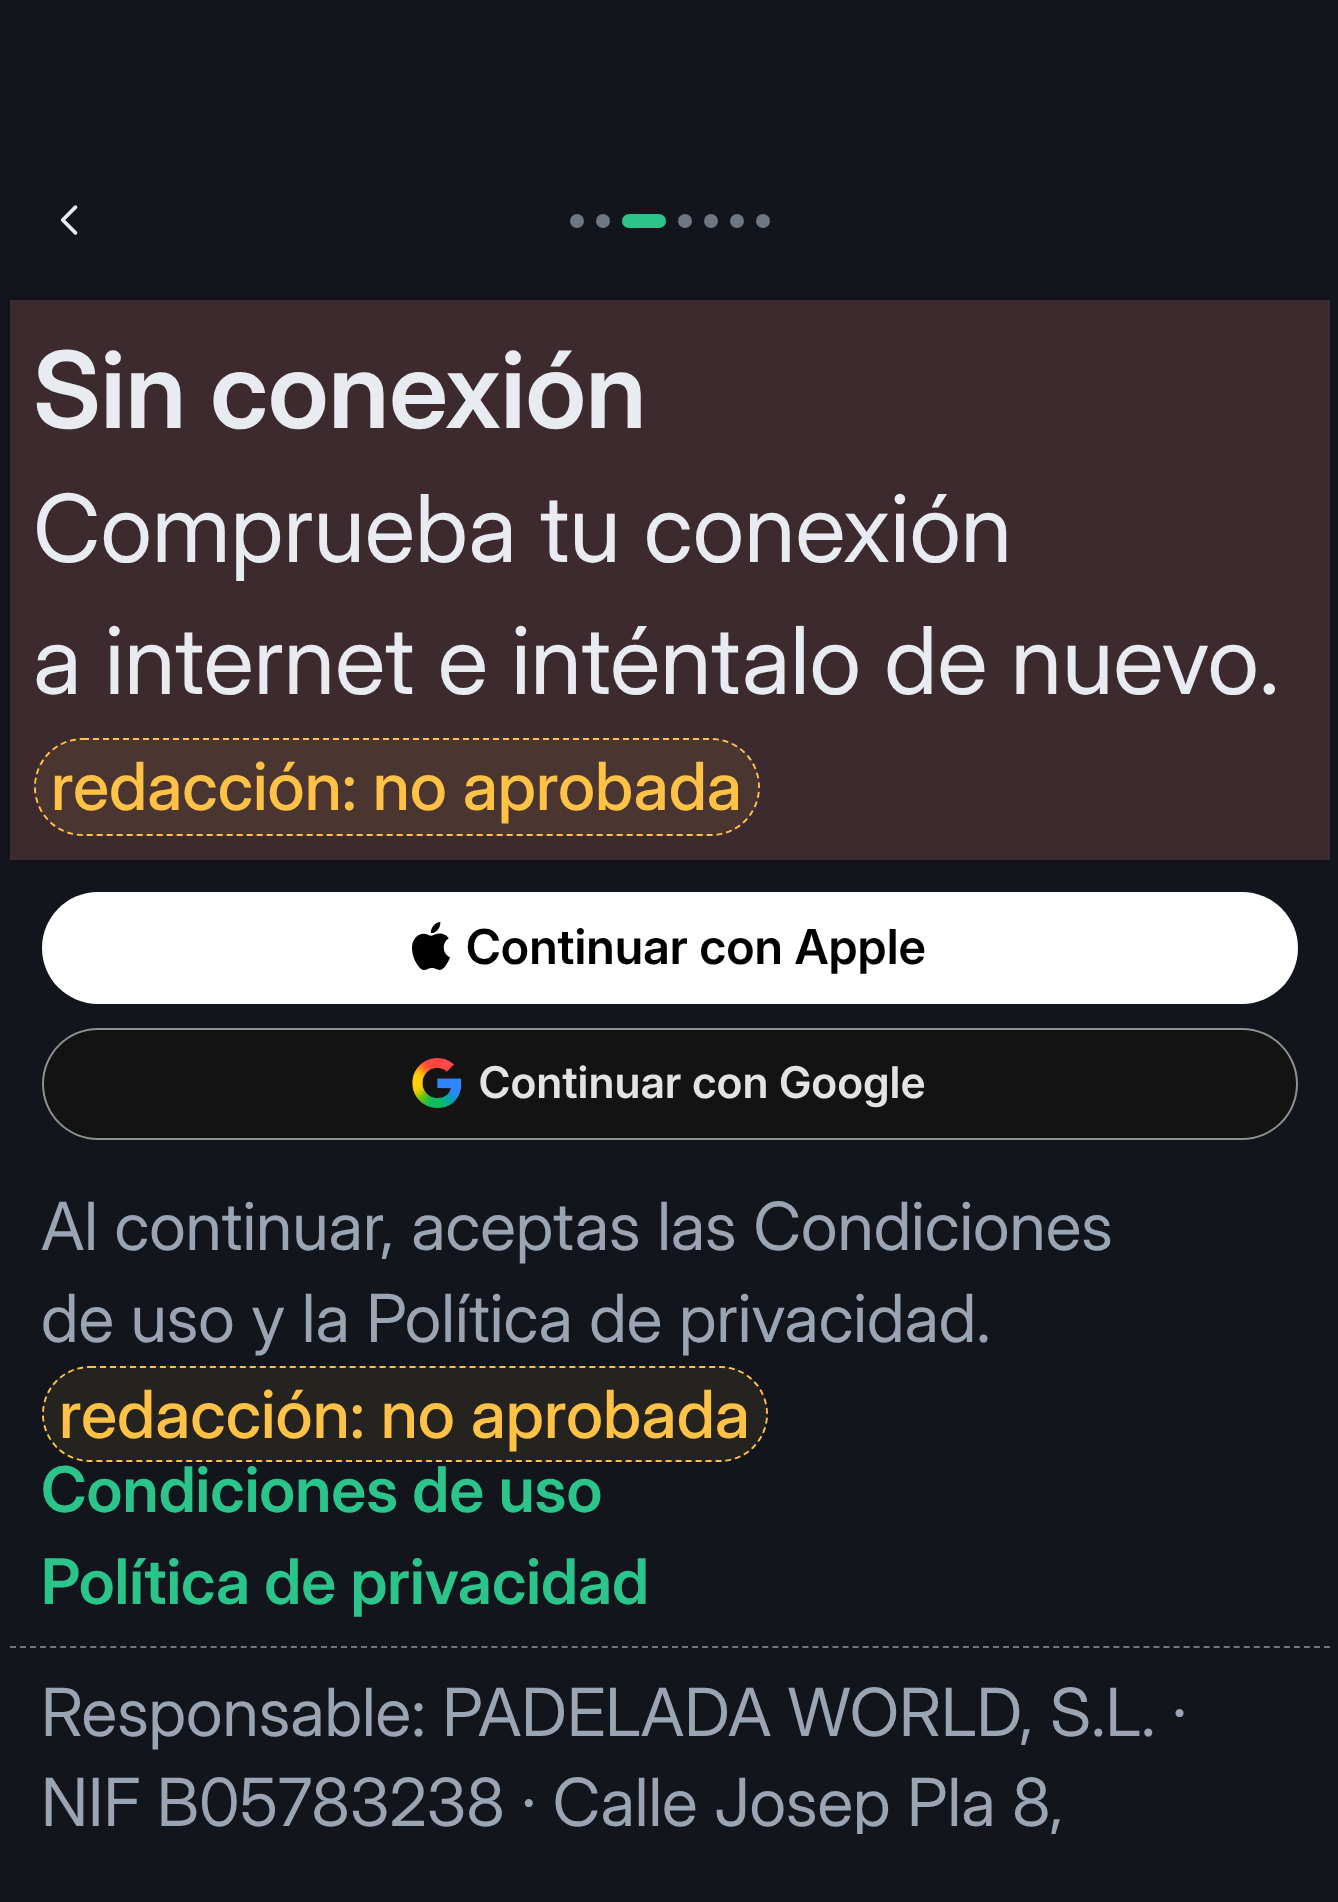 Sin conexión
Comprueba tu conexión
a internet e inténtalo de nuevo.
redacción: no aprobada
Continuar con Apple
Continuar con Google
Al continuar, aceptas las Condiciones
de uso y la Política de privacidad.
redacción: no aprobada
Condiciones de uso
Política de privacidad
Responsable: PADELADA WORLD, S.L. ·
NIF B05783238 · Calle Josep Pla 8,